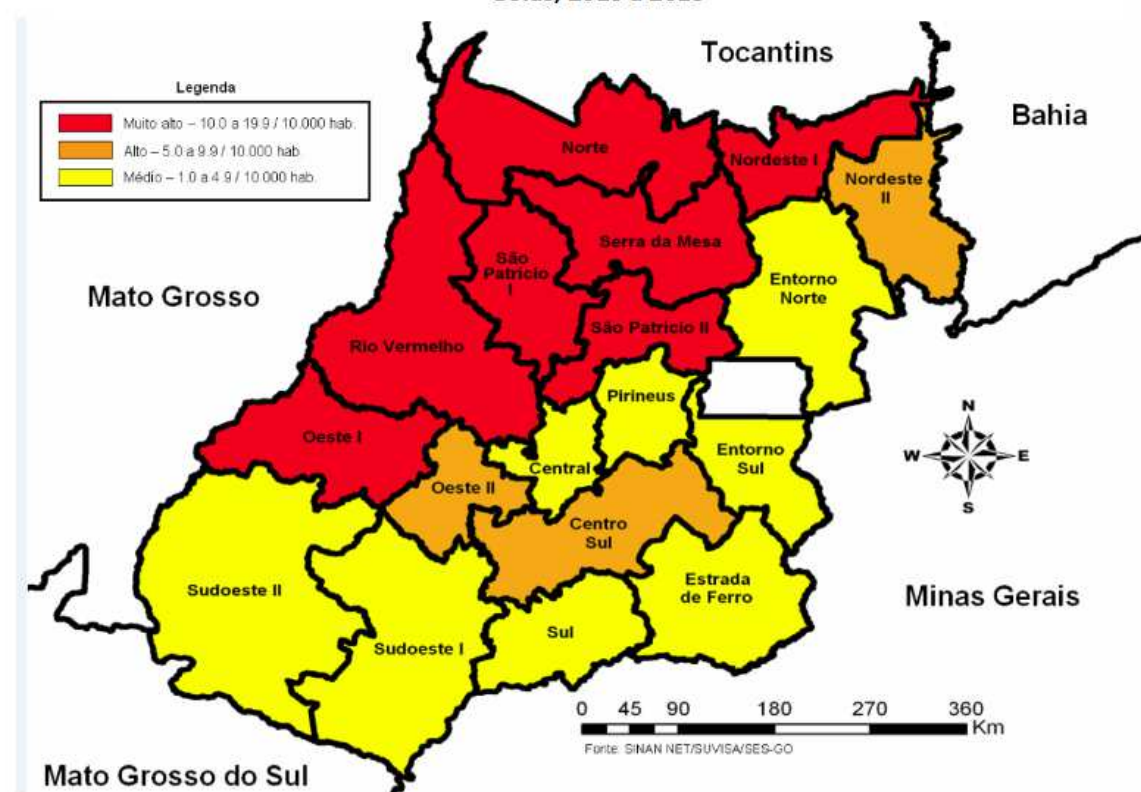 Tocantins
Bahia
Legenda
Muito alto – 10.0 a 19.9 / 10.000 hab.
Alto – 5.0 a 9.9 / 10.000 hab
Médio – 1.0 a 4.9 / 10.000 hab.
Norte
Nordeste I
Nordeste
II
Serra da Mesa
São
Patrício
I
Entorno
Norte
Mato Grosso
São Patrício II
Rio Vermelho
Pirineus
Oeste I
Entorno
Sul
Central
Oeste II
Centro
Sul
N
W
E
S
Sudoeste II
Estrada
de Ferro
Minas Gerais
Sul
Sudoeste I
0 45 90 180 270 360
Km
Fonte: SINAN NET/SUVISA/SES-GO
Mato Grosso do Sul